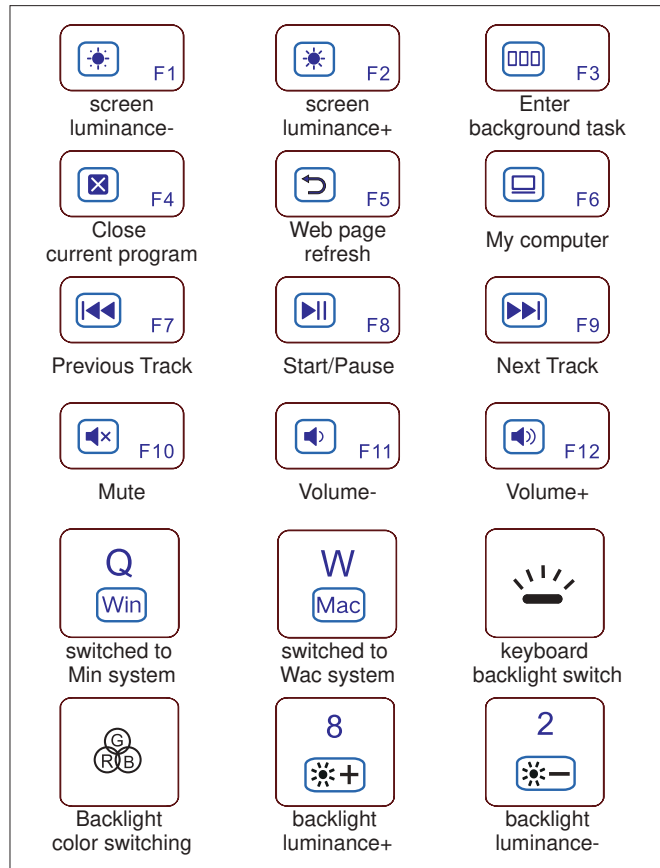 F1
screen
luminance-
F2
screen
luminance+
F3
Enter
background task
F4
Close
current program
F5
Web page
refresh
F6
My computer
F7
Previous Track
F8
Start/Pause
F9
Next Track
F10
Mute
F11
Volume-
F12
Volume+
Q
Win
switched to
Min system
W
Mac
switched to
Wac system
keyboard
backlight switch
G
R B
Backlight
color switching
8
+
backlight
luminance+
2
-
backlight
luminance-